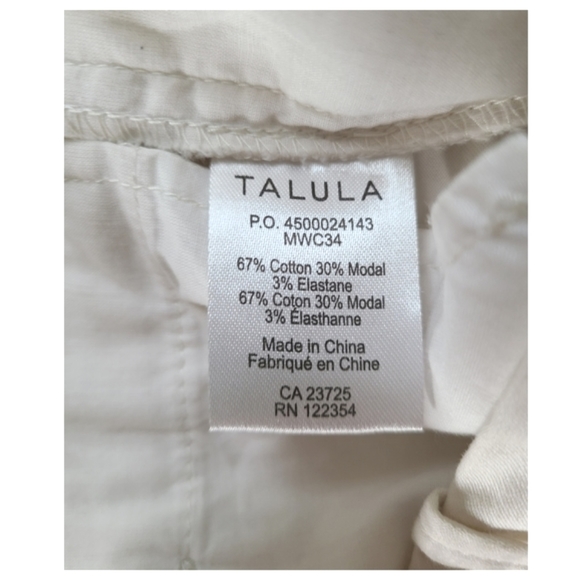 TALULA
P.O. 4500024143
MWC34
67% Cotton 30% Modal
3% Elastane
67% Coton 30% Modal
3% Élasthanne
Made in China
Fabriqué en Chine
CA 23725
RN 122354